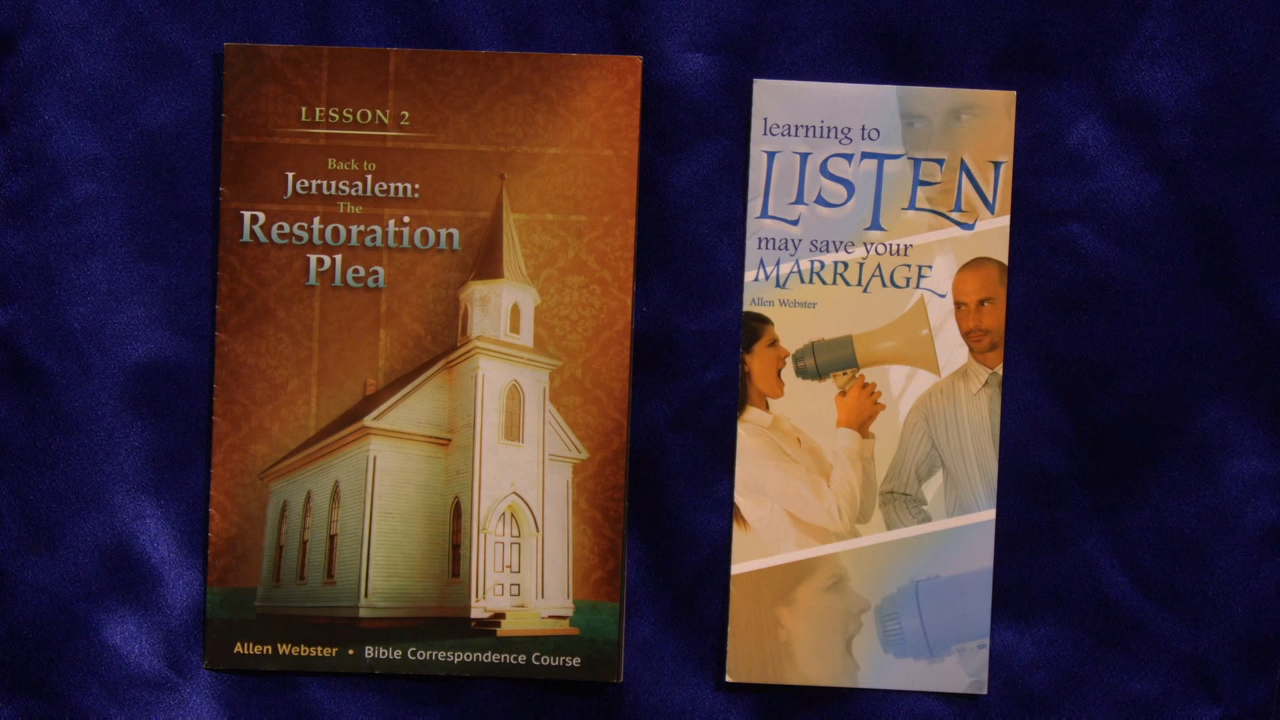 LESSON 2
Back to
Jerusalem:
The
Restoration
Plea
Allen Webster • Bible Correspondence Course
learning to
LISTEN
may save your
MARRIAGE
Allen Webster